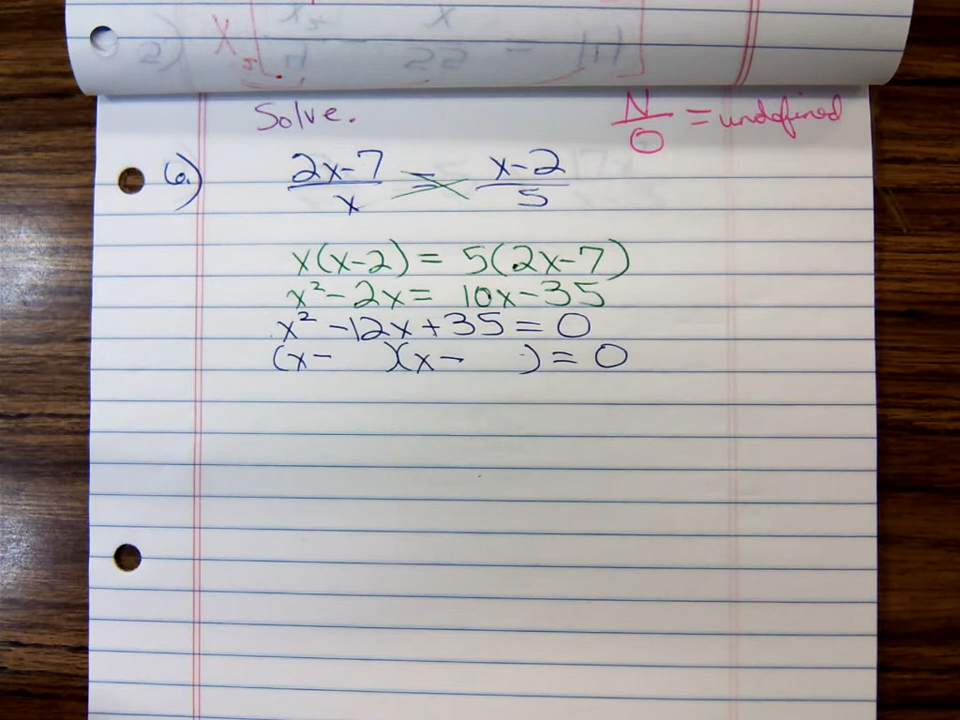 Solve.
N/0 = undefined
6.) (2x-7)/x = (x-2)/5
x(x-2) = 5(2x-7)
x² - 2x = 10x - 35
x² - 12x + 35 = 0
(x-   )(x-   ) = 0